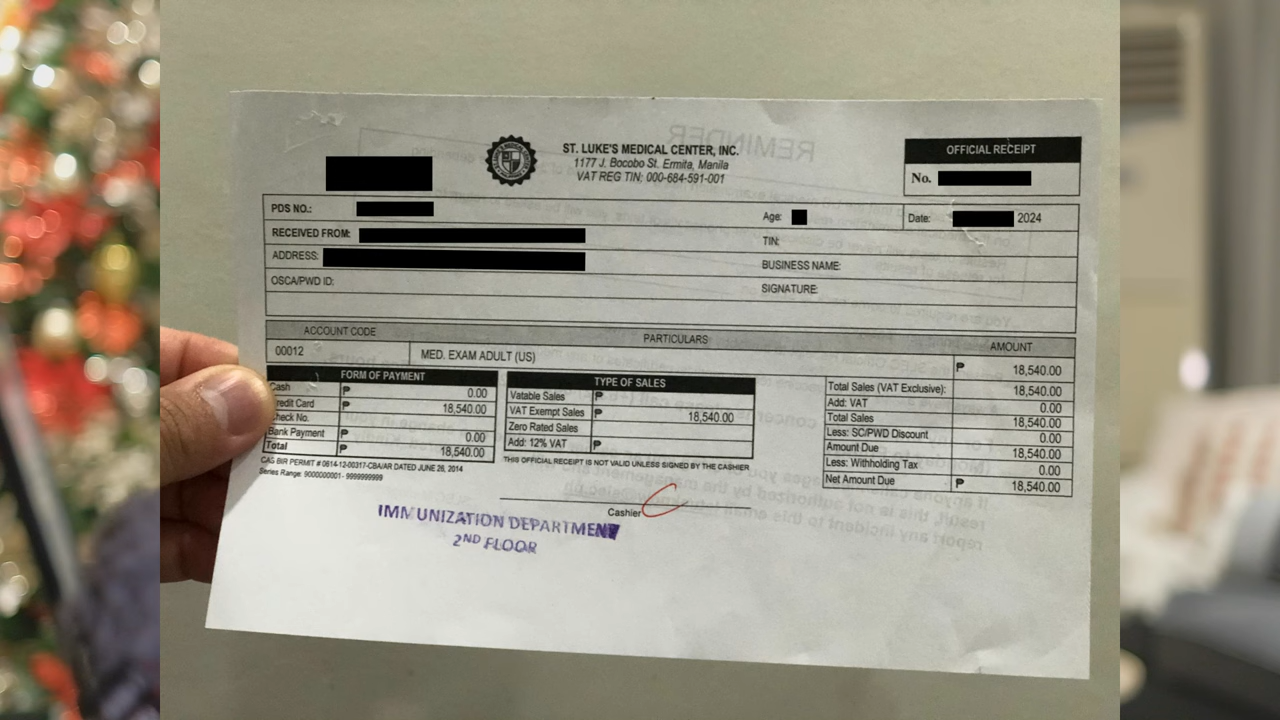 ST. LUKE'S MEDICAL CENTER, INC.
1177 J. Bocobo St. Ermita, Manila
VAT REG TIN: 000-684-591-001
OFFICIAL RECEIPT
No.
PDS NO.:
Age:
Date: 2024
RECEIVED FROM:
TIN:
ADDRESS:
BUSINESS NAME:
OSCA/PWD ID:
SIGNATURE:
ACCOUNT CODE PARTICULARS AMOUNT
00012 MED. EXAM ADULT (US) ₱ 18,540.00
FORM OF PAYMENT
Cash ₱ 0.00
Credit Card ₱ 18,540.00
Check No.
Bank Payment ₱ 0.00
Total ₱ 18,540.00
TYPE OF SALES
Vatable Sales ₱
VAT Exempt Sales ₱ 18,540.00
Zero Rated Sales
Add: 12% VAT ₱
Total Sales (VAT Exclusive): 18,540.00
Add: VAT 0.00
Total Sales 18,540.00
Less: SC/PWD Discount 0.00
Amount Due 18,540.00
Less: Withholding Tax 0.00
Net Amount Due ₱ 18,540.00
CAS BIR PERMIT # 0614-12-00317-CBA/AR DATED JUNE 26, 2014
Series Range: 9000000001- 9999999999
THIS OFFICIAL RECEIPT IS NOT VALID UNLESS SIGNED BY THE CASHIER
Cashier
IMMUNIZATION DEPARTMENT
2ND FLOOR